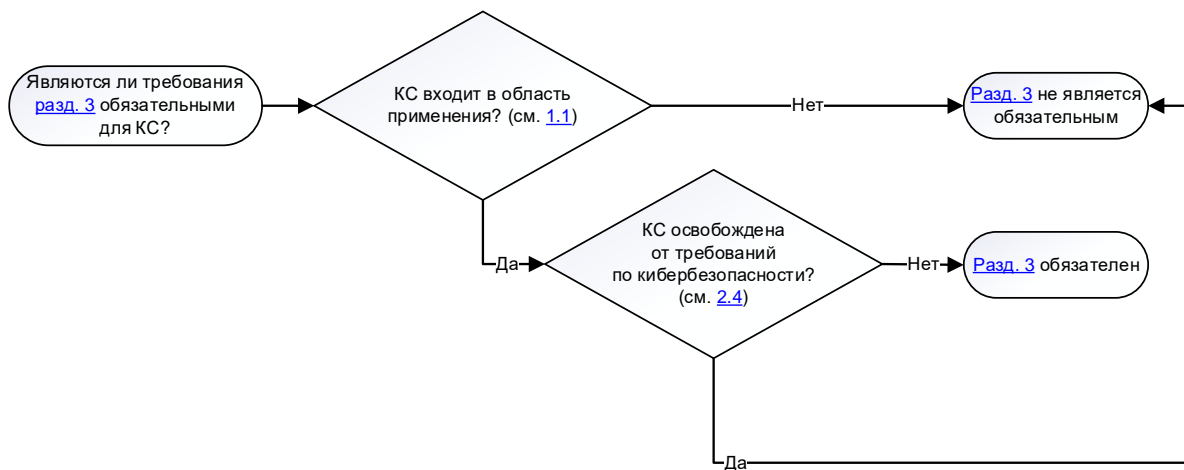 Являются ли требования
разд. 3 обязательными
для КС?
КС входит в область
применения? (см. 1.1)
Нет
Разд. 3 не является
обязательным
Да
КС освобождена
от требований
по кибербезопасности?
(см. 2.4)
Нет
Разд. 3 обязателен
Да